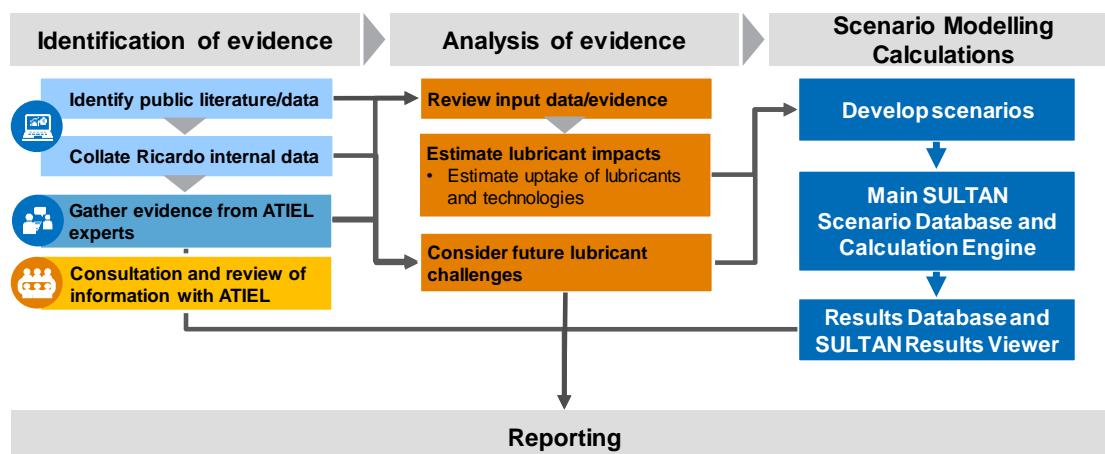 Identification of evidence
Analysis of evidence
Scenario Modelling
Calculations
Identify public literature/data
Collate Ricardo internal data
Gather evidence from ATIEL
experts
Consultation and review of
information with ATIEL
Review input data/evidence
Estimate lubricant impacts
• Estimate uptake of lubricants
and technologies
Consider future lubricant
challenges
Develop scenarios
Main SULTAN
Scenario Database and
Calculation Engine
Results Database and
SULTAN Results Viewer
Reporting